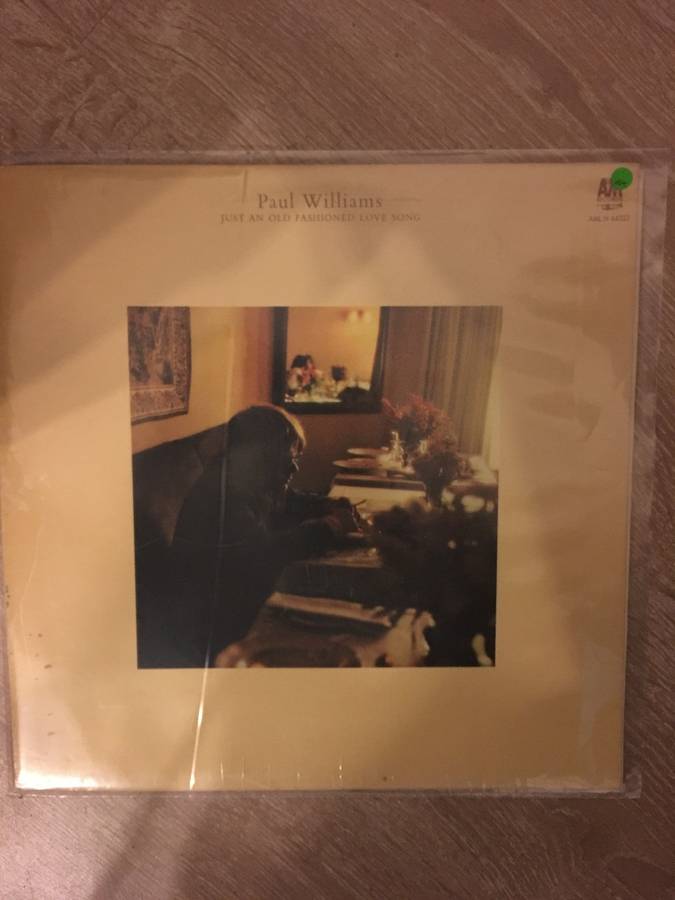 Paul Williams
JUST AN OLD FASHIONED LOVE SONG
A&M